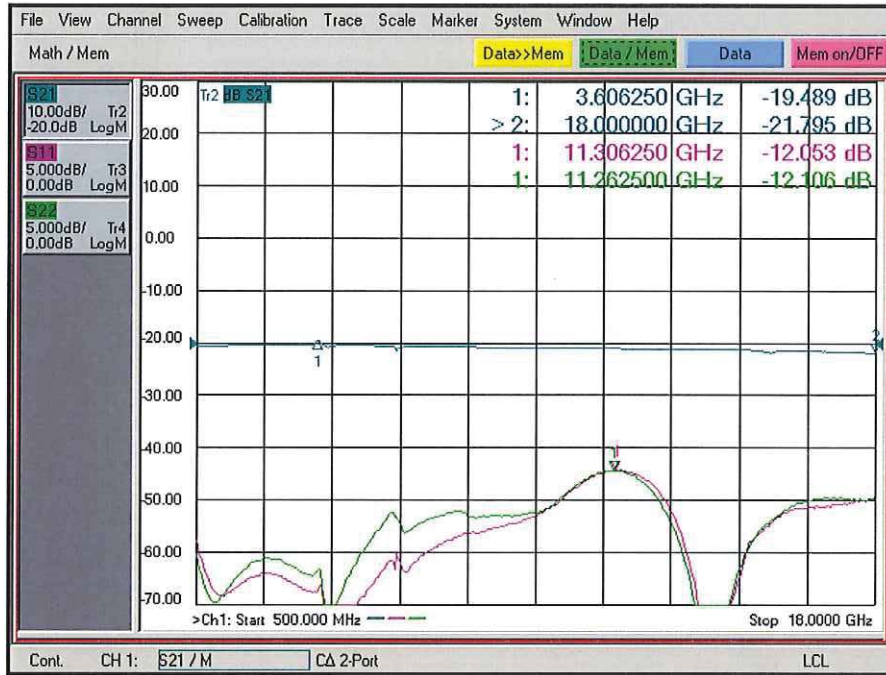 File View Channel Sweep Calibration Trace Scale Marker System Window Help
Math / Mem Data>>Mem Data / Mem Data Mem on/OFF
S21
10.00dB/ Tr2
-20.0dB LogM
S11
5.000dB/ Tr3
0.00dB LogM
S22
5.000dB/ Tr4
0.00dB LogM
30.00
20.00
10.00
0.00
-10.00
-20.00
-30.00
-40.00
-50.00
-60.00
-70.00
Tr2 dB S21
1: 3.606250 GHz -19.489 dB
> 2: 18.000000 GHz -21.795 dB
1: 11.306250 GHz -12.053 dB
1: 11.262500 GHz -12.106 dB
1
2
1
>Ch1: Start 500.000 MHz
Stop 18.0000 GHz
Cont. CH 1: S21 / M CΔ 2-Port LCL